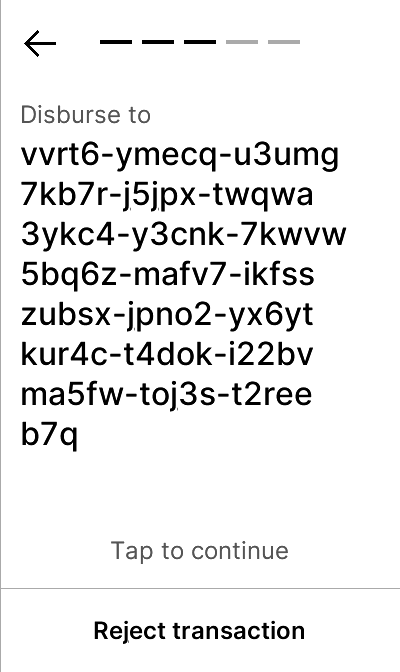 Disburse to
vvrt6-ymecq-u3umg
7kb7r-j5jpx-twqwa
3ykc4-y3cnk-7kwvw
5bq6z-mafv7-ikfss
zubsx-jpno2-yx6yt
kur4c-t4dok-i22bv
ma5fw-toj3s-t2ree
b7q
Tap to continue
Reject transaction